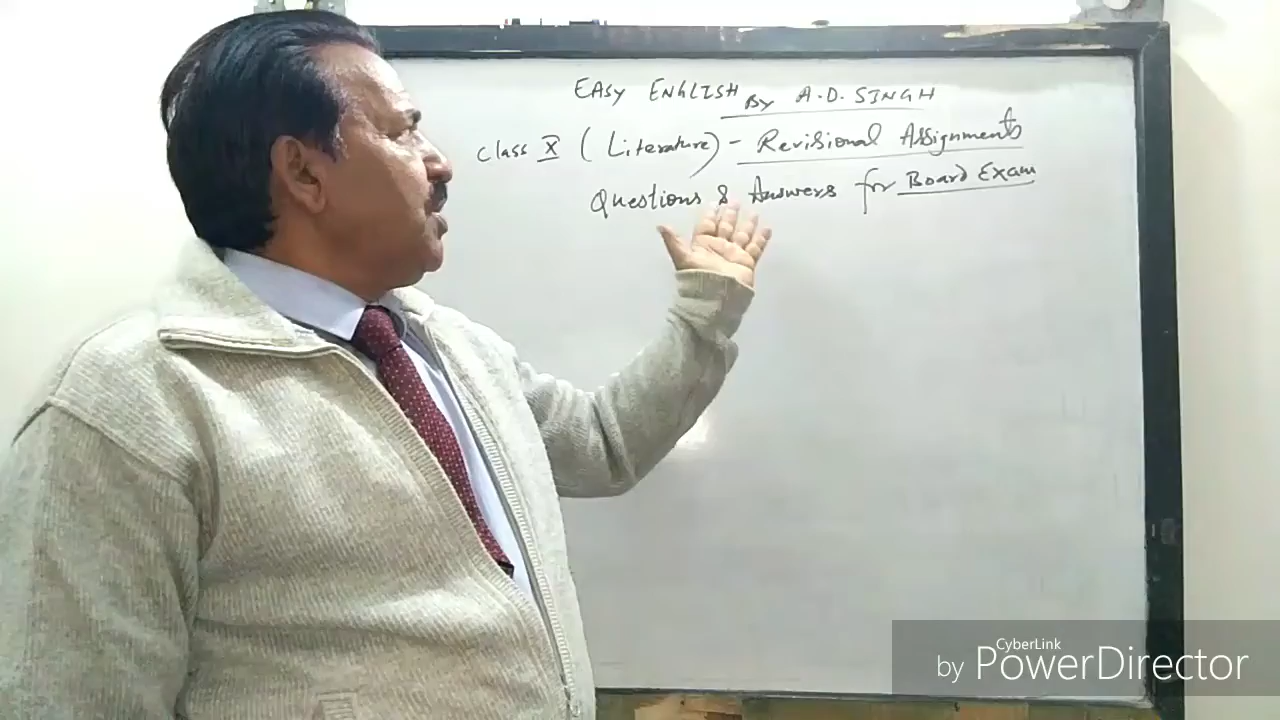 EASY ENGLISH BY A.D. SINGH
Class X (Literature) - Revisional Assignments
Questions & Answers for Board Exam
CyberLink
by PowerDirector